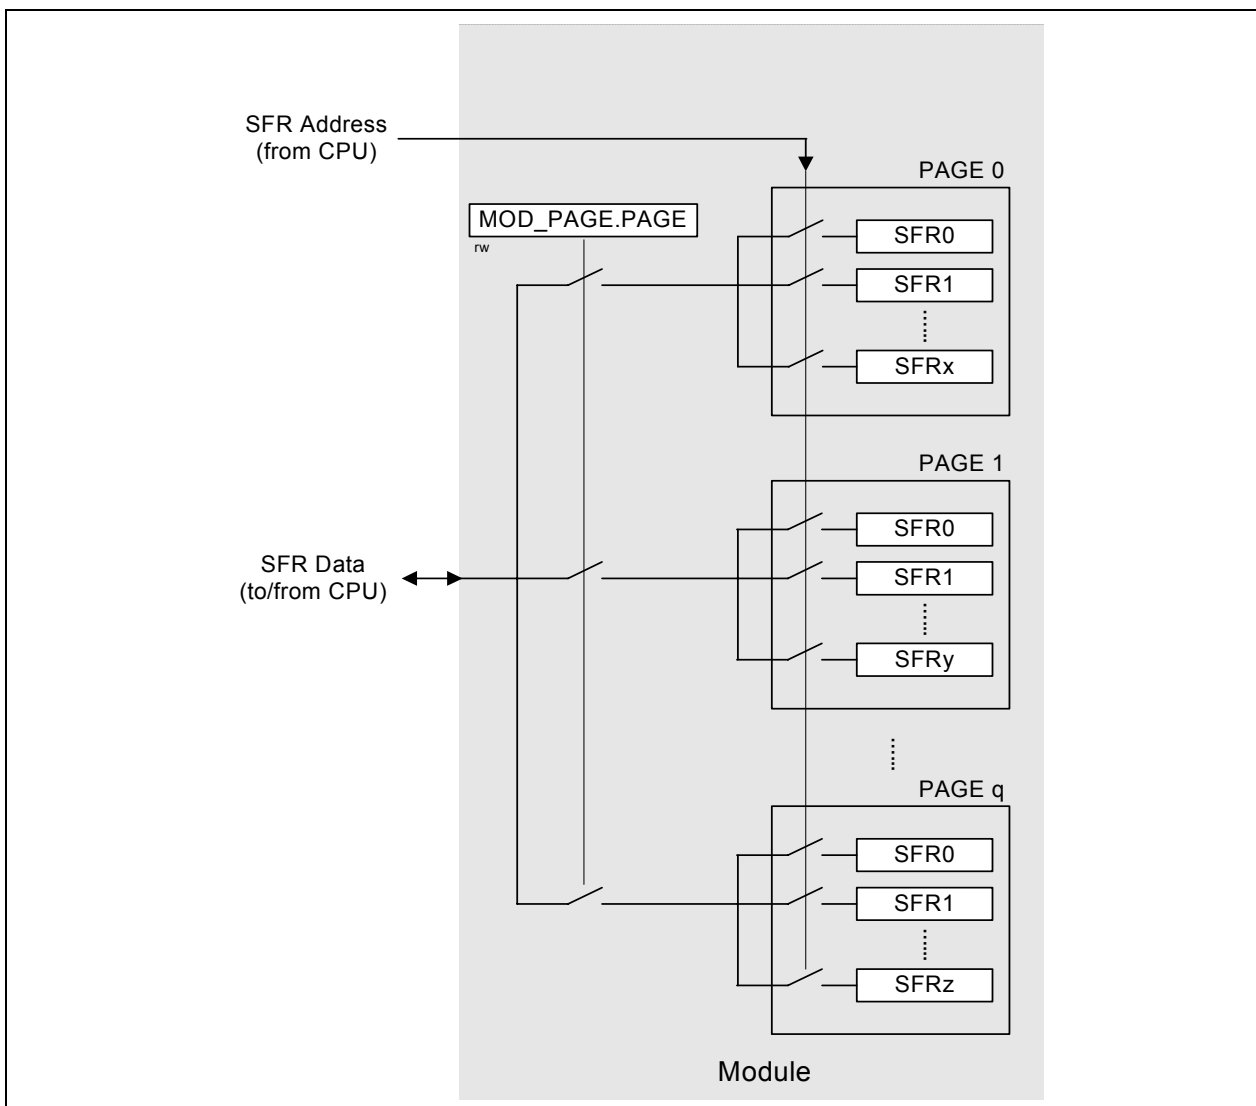 SFR Address
(from CPU)
PAGE 0
MOD_PAGE.PAGE
rw
SFR0
SFR1
SFRx
PAGE 1
SFR0
SFR1
SFRy
SFR Data
(to/from CPU)
PAGE q
SFR0
SFR1
SFRz
Module